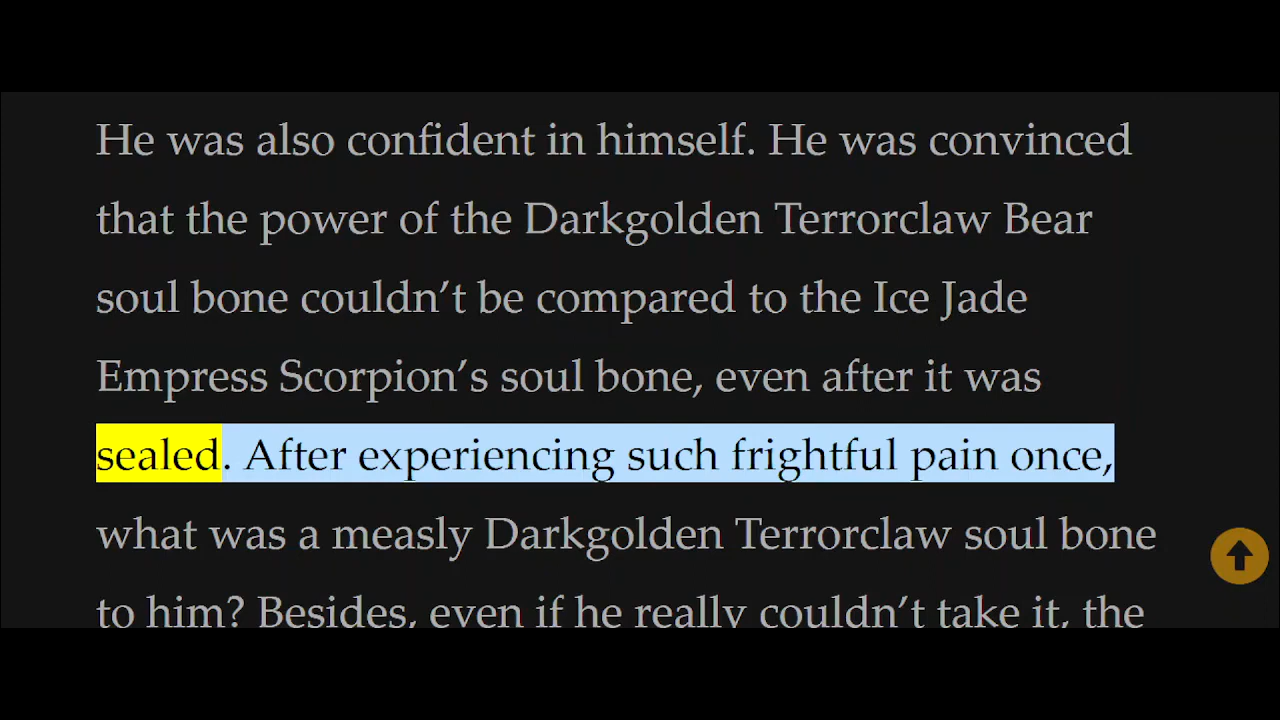 He was also confident in himself. He was convinced
that the power of the Darkgolden Terrorclaw Bear
soul bone couldn’t be compared to the Ice Jade
Empress Scorpion’s soul bone, even after it was
sealed. After experiencing such frightful pain once,
what was a measly Darkgolden Terrorclaw soul bone
to him? Besides, even if he really couldn’t take it, the